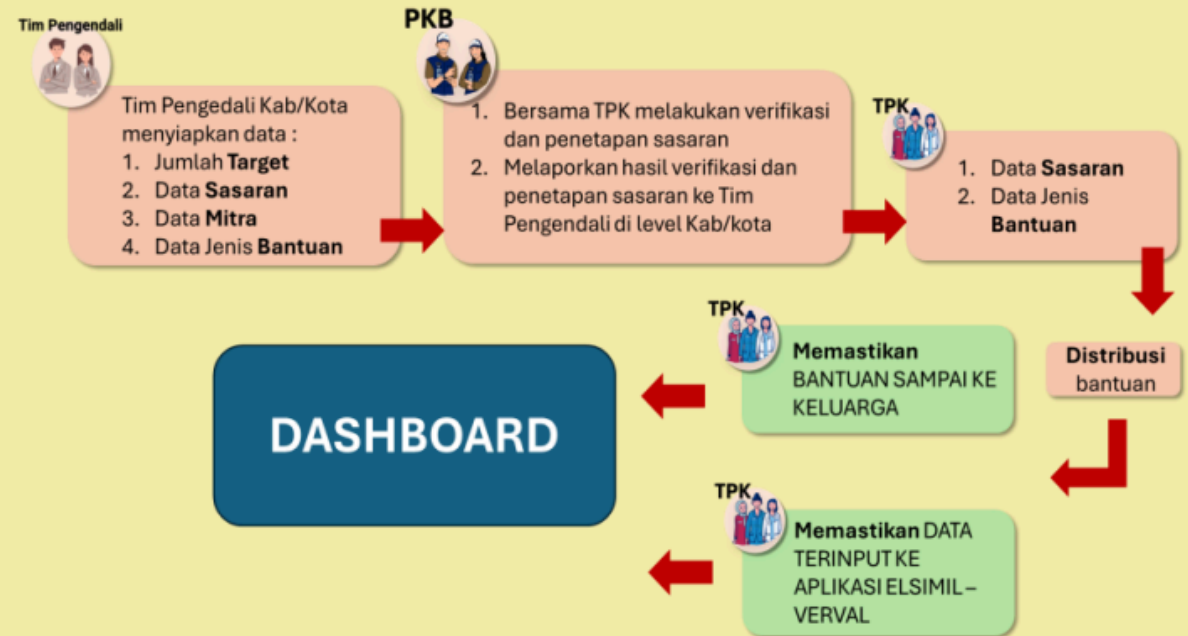 Tim Pengendali
Tim Pengedali Kab/Kota
menyiapkan data :
1. Jumlah Target
2. Data Sasaran
3. Data Mitra
4. Data Jenis Bantuan
PKB
1. Bersama TPK melakukan verifikasi
dan penetapan sasaran
2. Melaporkan hasil verifikasi dan
penetapan sasaran ke Tim
Pengendali di level Kab/kota
TPK
1. Data Sasaran
2. Data Jenis
Bantuan
Distribusi
bantuan
TPK
Memastikan
BANTUAN SAMPAI KE
KELUARGA
TPK
Memastikan DATA
TERINPUT KE
APLIKASI ELSIMIL –
VERVAL
DASHBOARD